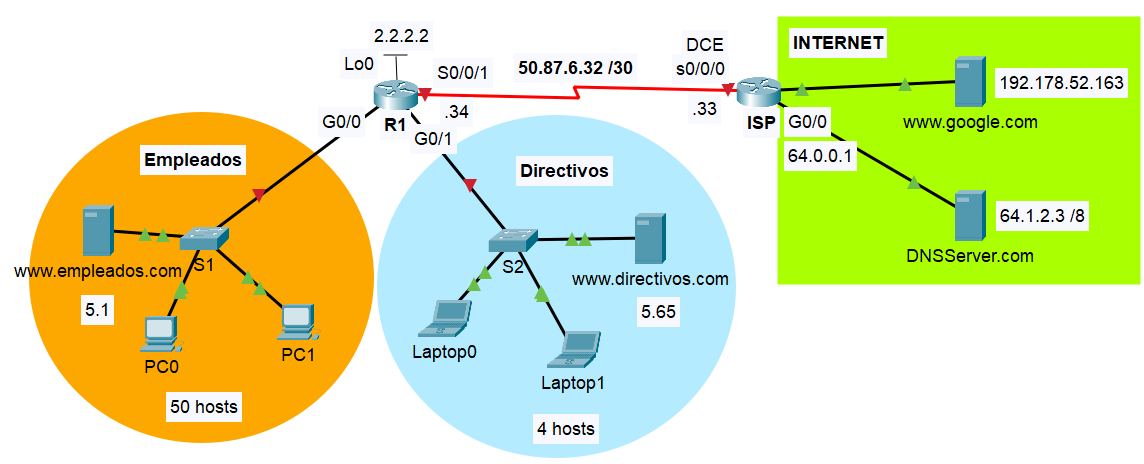 2.2.2.2
Lo0
S0/0/1
50.87.6.32 /30
DCE
s0/0/0
INTERNET
192.178.52.163
www.google.com
R1
.34
.33
ISP
G0/0
G0/1
G0/0
64.0.0.1
64.1.2.3 /8
DNSServer.com
Empleados
S1
www.empleados.com
5.1
PC0
PC1
50 hosts
Directivos
S2
www.directivos.com
5.65
Laptop0
Laptop1
4 hosts